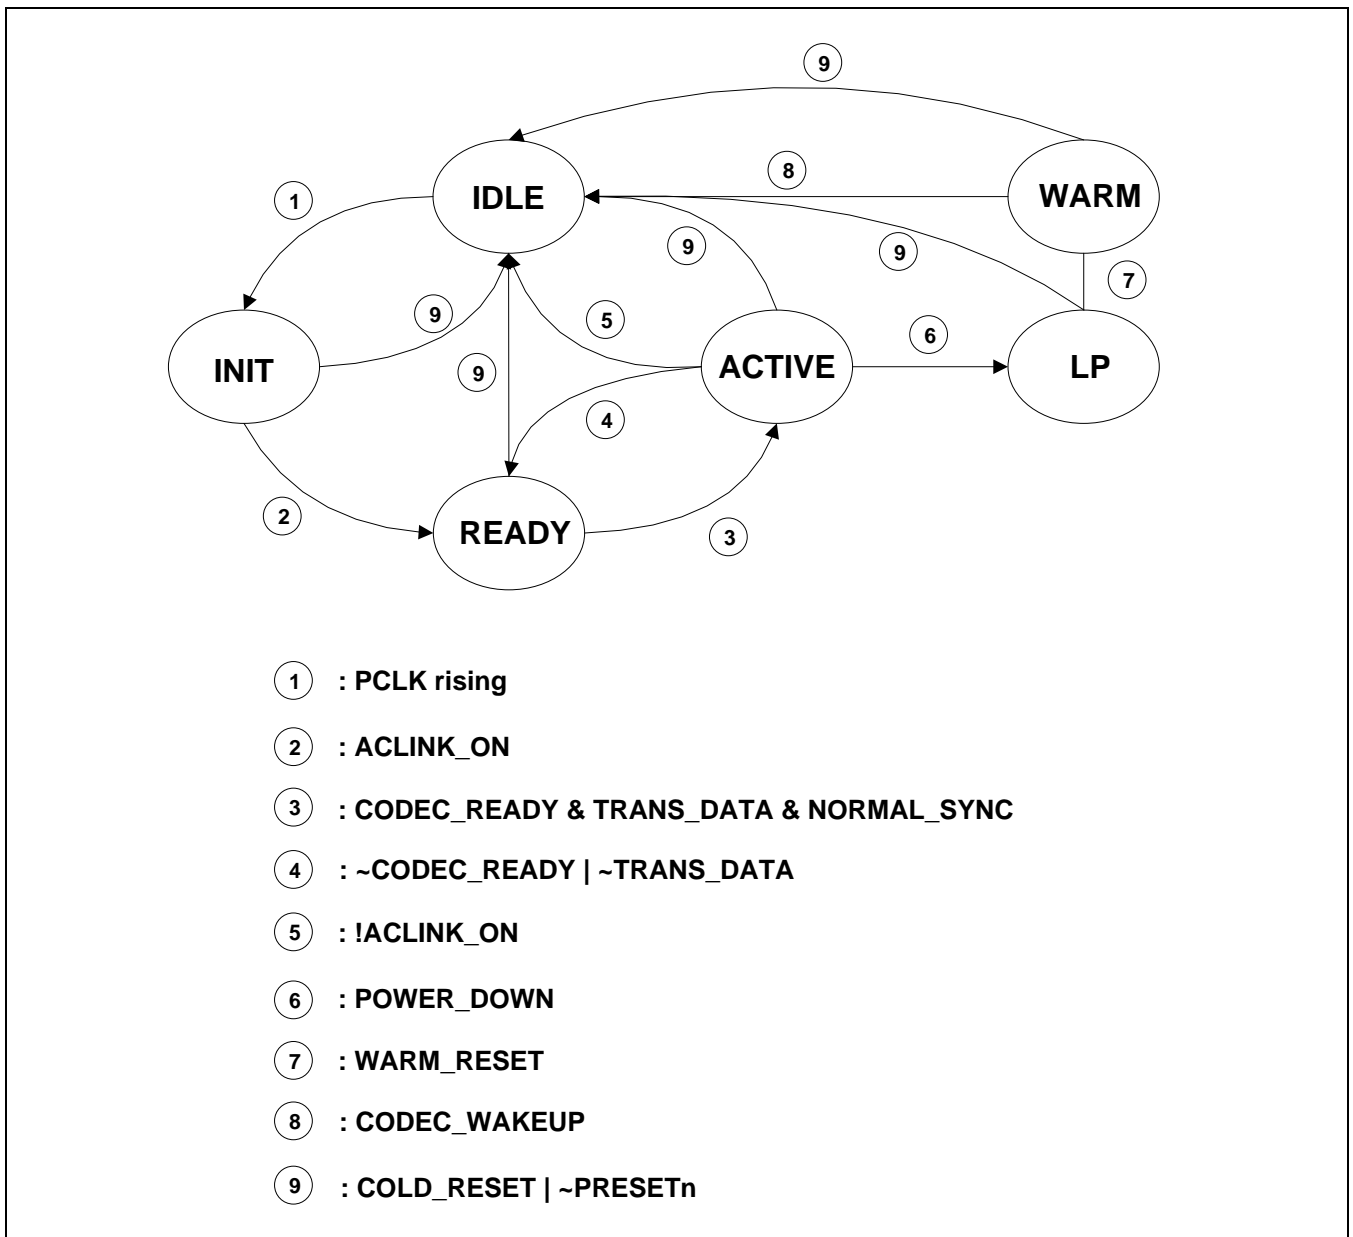 9
IDLE
8
WARM
1
9
9
7
9
5
6
INIT
9
ACTIVE
LP
4
2
READY
3
1 : PCLK rising
2 : ACLINK_ON
3 : CODEC_READY & TRANS_DATA & NORMAL_SYNC
4 : ~CODEC_READY | ~TRANS_DATA
5 : !ACLINK_ON
6 : POWER_DOWN
7 : WARM_RESET
8 : CODEC_WAKEUP
9 : COLD_RESET | ~PRESETn